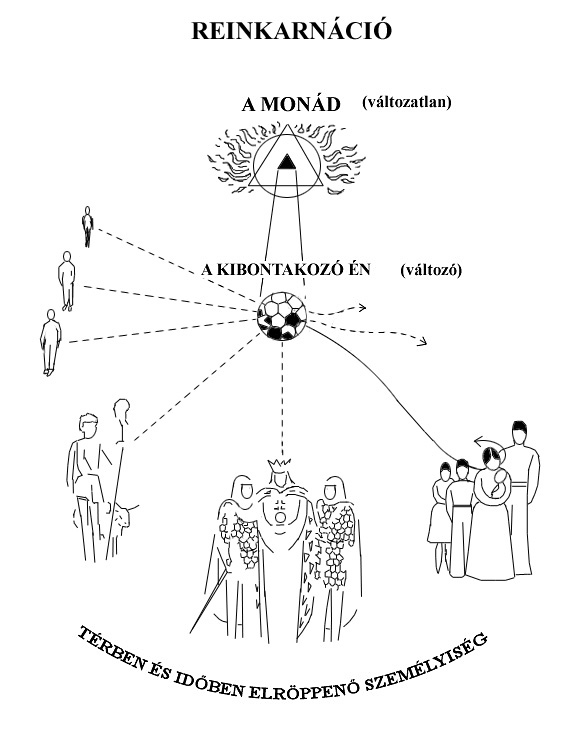 REINKARNÁCIÓ
A MONÁD (változatlan)
A KIBONTAKOZÓ ÉN (változó)
TÉRBEN ÉS IDŐBEN ELRÖPPENŐ SZEMÉLYISÉG